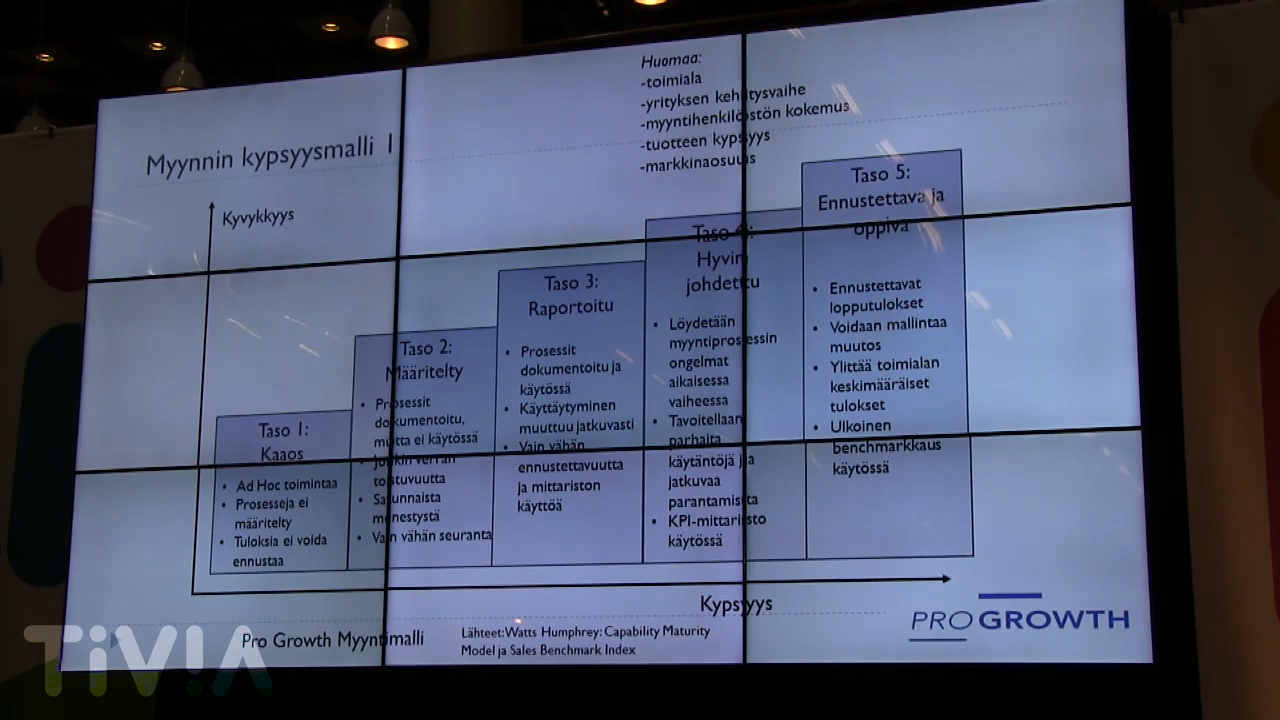 Huomaa:
-toimiala
-yrityksen kehitysvaihe
-myyntihenkilöstön kokemus
-tuotteen kypsyys
-markkinaosuus
Myynnin kypsyysmalli 1
Kyvykkyys
Taso 1:
Kaaos
• Ad Hoc toimintaa
• Prosesseja ei
määritelty
• Tuloksia ei voida
ennustaa
Taso 2:
Määritelty
• Prosessit
dokumentoitu,
mutta ei käytössä
• Jonkin verran
toistuvuutta
• Satunnaista
menestystä
• Vain vähän seuranta
Taso 3:
Raportoitu
• Prosessit
dokumentoitu ja
käytössä
• Käyttäytyminen
muuttuu jatkuvasti
• Vain vähän
ennustettavuutta
ja mittariston
käyttöä
Taso 4:
Hyvin
johdettu
• Löydetään
myyntiprosessin
ongelmat
aikaisessa
vaiheessa
• Tavoitellaan
parhaita
käytäntöjä ja
jatkuvaa
parantamista
• KPI-mittaristo
käytössä
Taso 5:
Ennustettava ja
oppiva
• Ennustettavat
lopputulokset
• Voidaan mallintaa
muutos
• Ylittää toimialan
keskimääräiset
tulokset
• Ulkoinen
benchmarkkaus
käytössä
Kypsyys
Pro Growth Myyntimalli
Lähteet: Watts Humphrey: Capability Maturity
Model ja Sales Benchmark Index
PRO GROWTH
TiViA